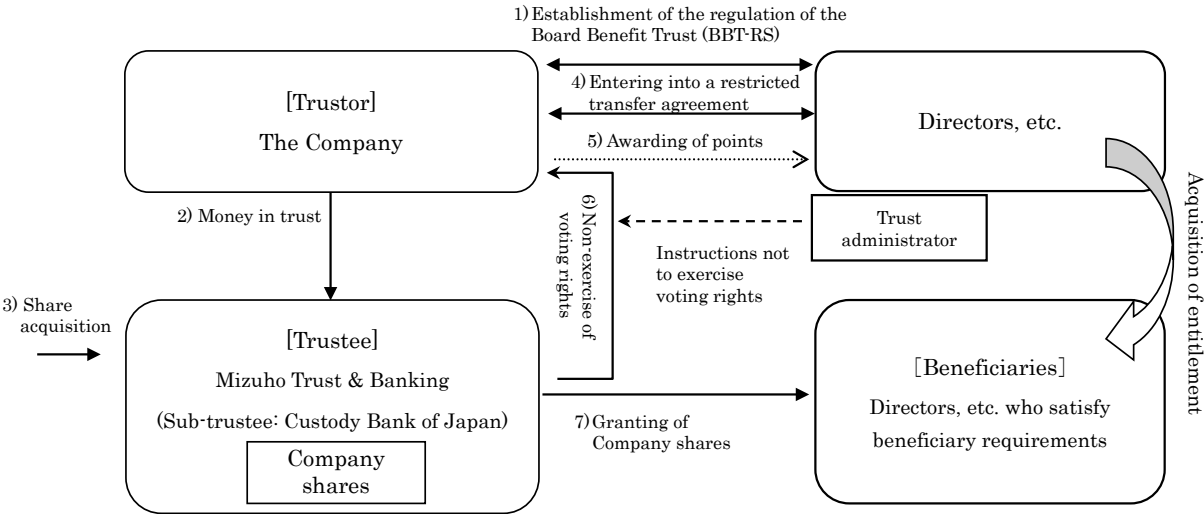 1) Establishment of the regulation of the
Board Benefit Trust (BBT-RS)
[Trustor]
The Company
4) Entering into a restricted
transfer agreement
Directors, etc.
5) Awarding of points
2) Money in trust
6) Non-exercise of
voting rights
Trust
administrator
Instructions not
to exercise
voting rights
Acquisition of entitlement
3) Share
acquisition
[Trustee]
Mizuho Trust & Banking
(Sub-trustee: Custody Bank of Japan)
Company
shares
7) Granting of
Company shares
[Beneficiaries]
Directors, etc. who satisfy
beneficiary requirements